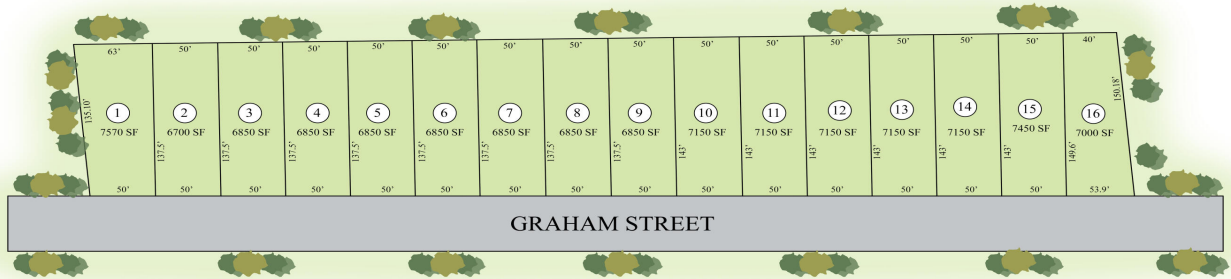 63' 50' 50' 50' 50' 50' 50' 50' 50' 50' 50' 50' 50' 50' 50' 40'
135.10' 150.18'
1 2 3 4 5 6 7 8 9 10 11 12 13 14 15 16
7570 SF 6700 SF 6850 SF 6850 SF 6850 SF 6850 SF 6850 SF 6850 SF 6850 SF 7150 SF 7150 SF 7150 SF 7150 SF 7150 SF 7450 SF 7000 SF
137.5' 137.5' 137.5' 137.5' 137.5' 137.5' 137.5' 137.5' 143' 143' 143' 143' 143' 143' 149.6'
50' 50' 50' 50' 50' 50' 50' 50' 50' 50' 50' 50' 50' 50' 50' 53.9'
GRAHAM STREET